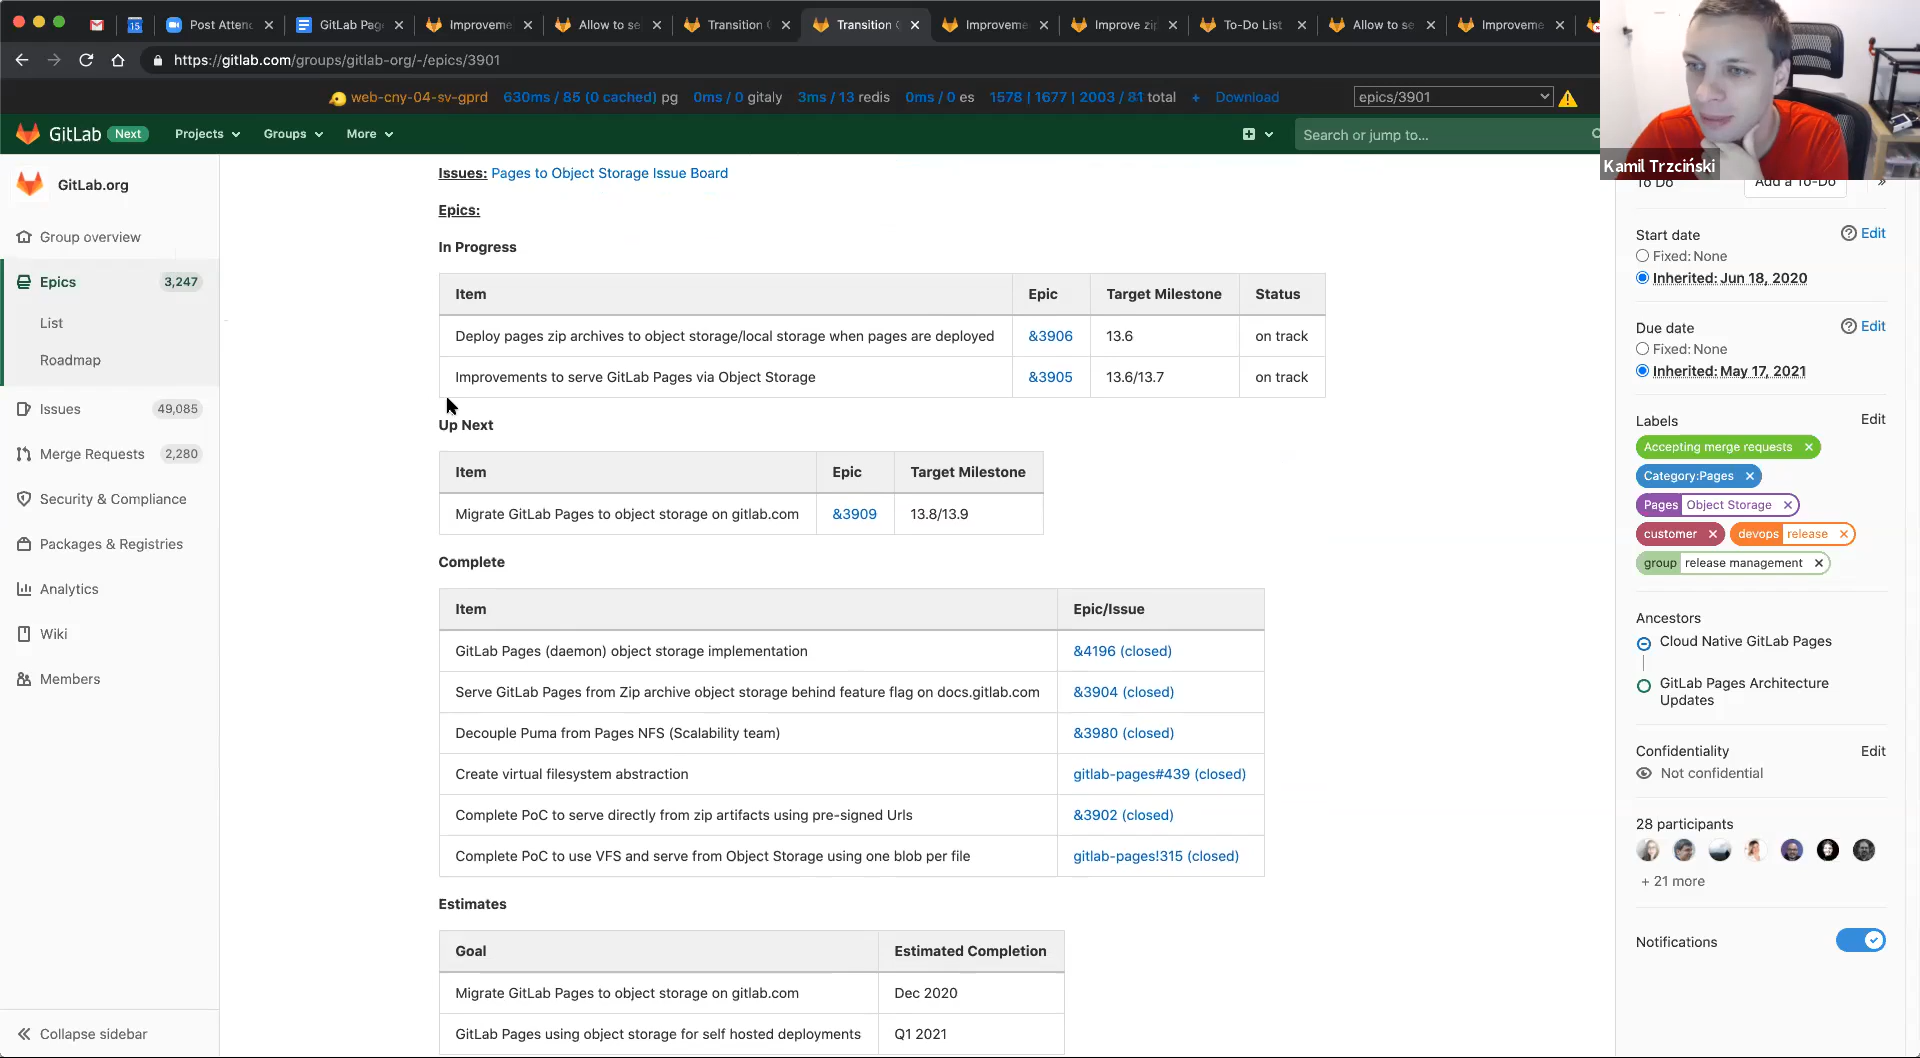 Post Attend
GitLab Page
Improveme
Allow to se
Transition
Transition
Improveme
Improve zip
To-Do List
Allow to se
Improveme
https://gitlab.com/groups/gitlab-org/-/epics/3901
web-cny-04-sv-gprd 630ms / 85 (0 cached) pg 0ms / 0 gitaly 3ms / 13 redis 0ms / 0 es 1578 | 1677 | 2003 / 81 total + Download epics/3901
GitLab Next Projects Groups More Search or jump to...
Kamil Trzciński
GitLab.org
Group overview
Epics 3,247
List
Roadmap
Issues 49,085
Merge Requests 2,280
Security & Compliance
Packages & Registries
Analytics
Wiki
Members
Collapse sidebar
Issues: Pages to Object Storage Issue Board
Epics:
In Progress
Item Epic Target Milestone Status
Deploy pages zip archives to object storage/local storage when pages are deployed &3906 13.6 on track
Improvements to serve GitLab Pages via Object Storage &3905 13.6/13.7 on track
Up Next
Item Epic Target Milestone
Migrate GitLab Pages to object storage on gitlab.com &3909 13.8/13.9
Complete
Item Epic/Issue
GitLab Pages (daemon) object storage implementation &4196 (closed)
Serve GitLab Pages from Zip archive object storage behind feature flag on docs.gitlab.com &3904 (closed)
Decouple Puma from Pages NFS (Scalability team) &3980 (closed)
Create virtual filesystem abstraction gitlab-pages#439 (closed)
Complete PoC to serve directly from zip artifacts using pre-signed Urls &3902 (closed)
Complete PoC to use VFS and serve from Object Storage using one blob per file gitlab-pages!315 (closed)
Estimates
Goal Estimated Completion
Migrate GitLab Pages to object storage on gitlab.com Dec 2020
GitLab Pages using object storage for self hosted deployments Q1 2021
To Do Add a To-Do »
Start date Edit
Fixed: None
Inherited: Jun 18, 2020
Due date Edit
Fixed: None
Inherited: May 17, 2021
Labels Edit
Accepting merge requests
Category:Pages
Pages Object Storage
customer devops release
group release management
Ancestors
Cloud Native GitLab Pages
GitLab Pages Architecture
Updates
Confidentiality Edit
Not confidential
28 participants
+ 21 more
Notifications